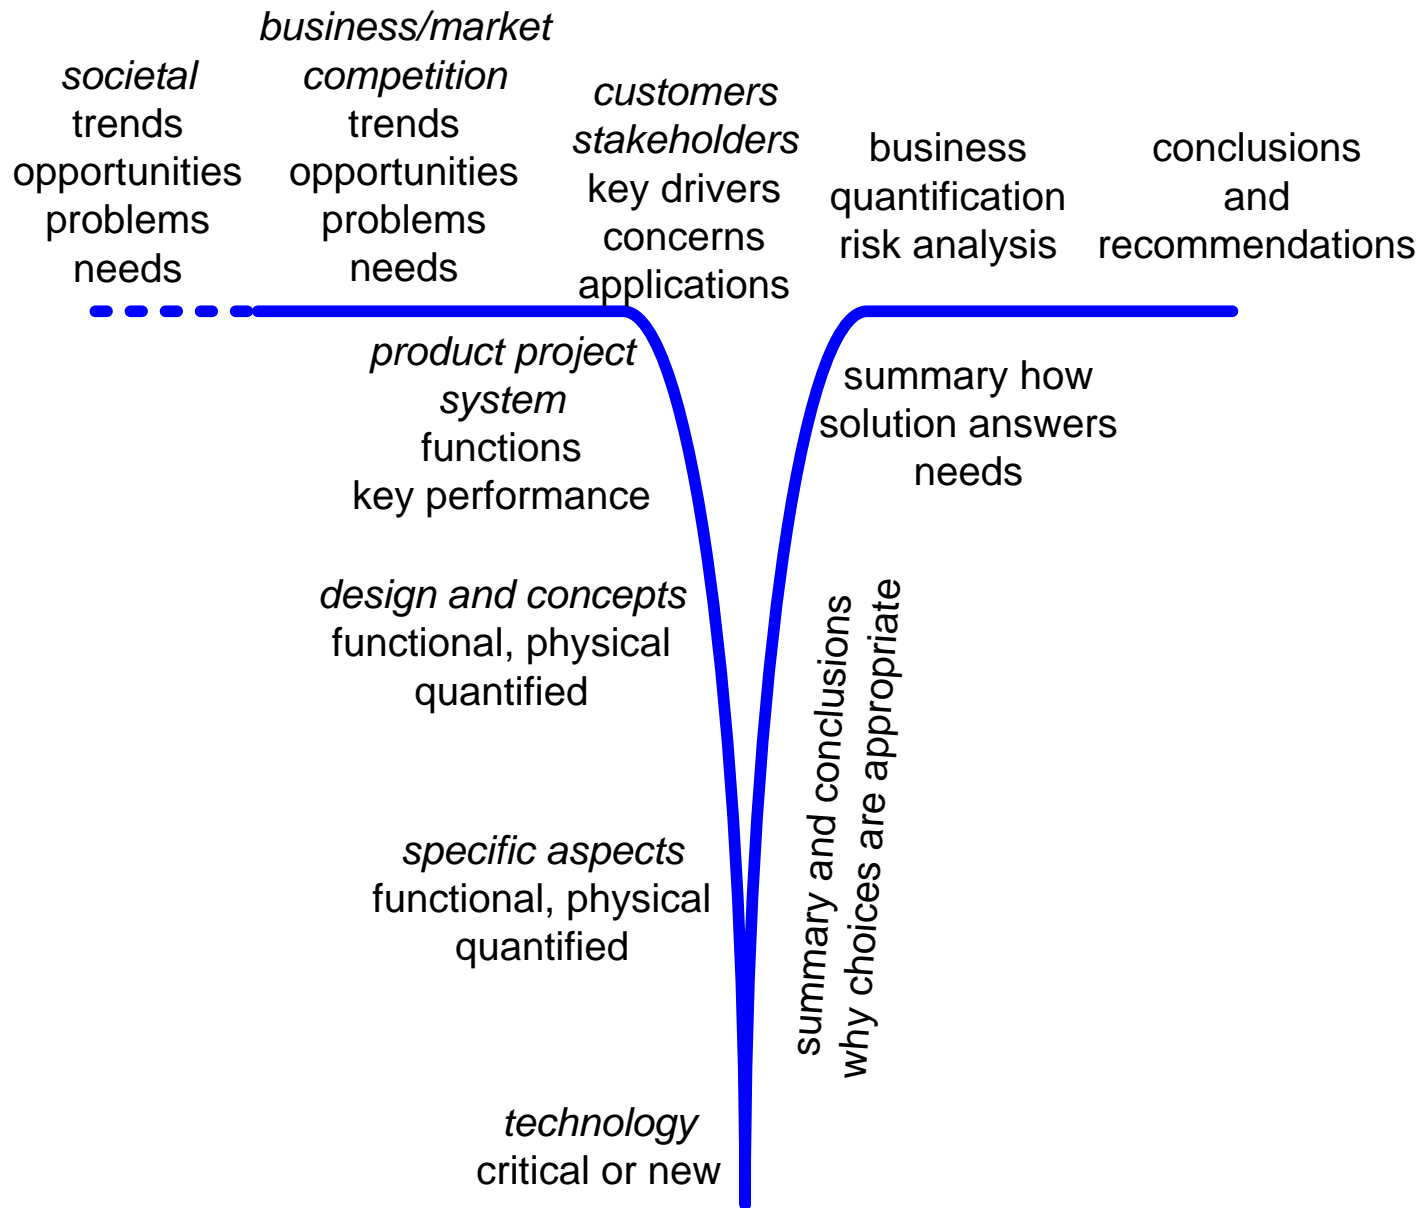 societal
trends
opportunities
problems
needs
business/market
competition
trends
opportunities
problems
needs
customers
stakeholders
key drivers
concerns
applications
business
quantification
risk analysis
conclusions
and
recommendations
product project
system
functions
key performance
summary how
solution answers
needs
design and concepts
functional, physical
quantified
specific aspects
functional, physical
quantified
summary and conclusions
why choices are appropriate
technology
critical or new